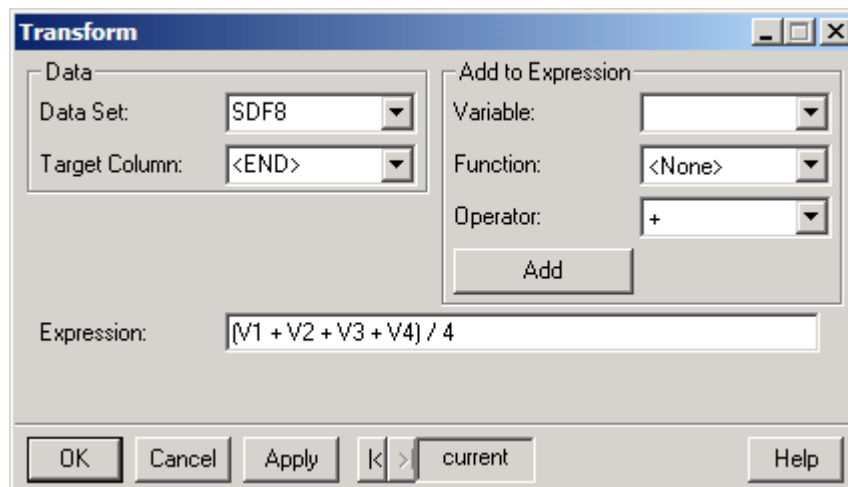 Transform
Data
Data Set: SDF8
Target Column: <END>
Add to Expression
Variable:
Function: <None>
Operator: +
Add
Expression: (V1 + V2 + V3 + V4) / 4
OK Cancel Apply current Help